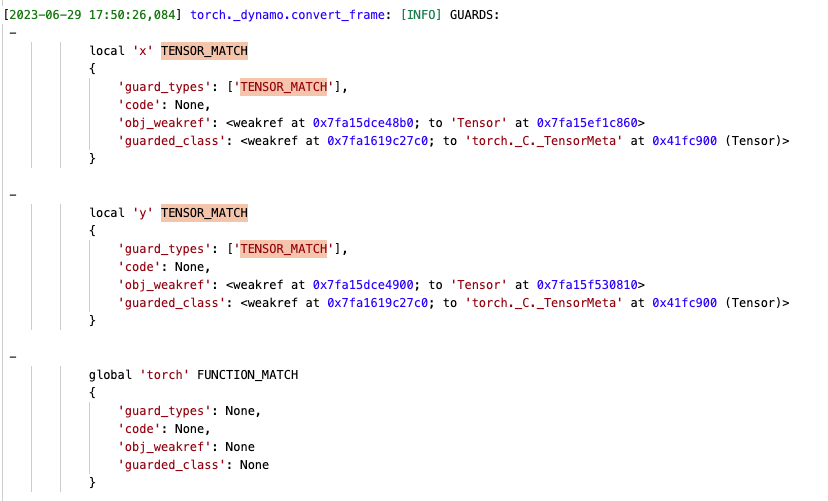 [2023-06-29 17:50:26,084] torch._dynamo.convert_frame: [INFO] GUARDS:
–
local 'x' TENSOR_MATCH
{
'guard_types': ['TENSOR_MATCH'],
'code': None,
'obj_weakref': <weakref at 0x7fa15dce48b0; to 'Tensor' at 0x7fa15ef1c860>
'guarded_class': <weakref at 0x7fa1619c27c0; to 'torch._C._TensorMeta' at 0x41fc900 (Tensor)>
}
–
local 'y' TENSOR_MATCH
{
'guard_types': ['TENSOR_MATCH'],
'code': None,
'obj_weakref': <weakref at 0x7fa15dce4900; to 'Tensor' at 0x7fa15f530810>
'guarded_class': <weakref at 0x7fa1619c27c0; to 'torch._C._TensorMeta' at 0x41fc900 (Tensor)>
}
–
global 'torch' FUNCTION_MATCH
{
'guard_types': None,
'code': None,
'obj_weakref': None
'guarded_class': None
}